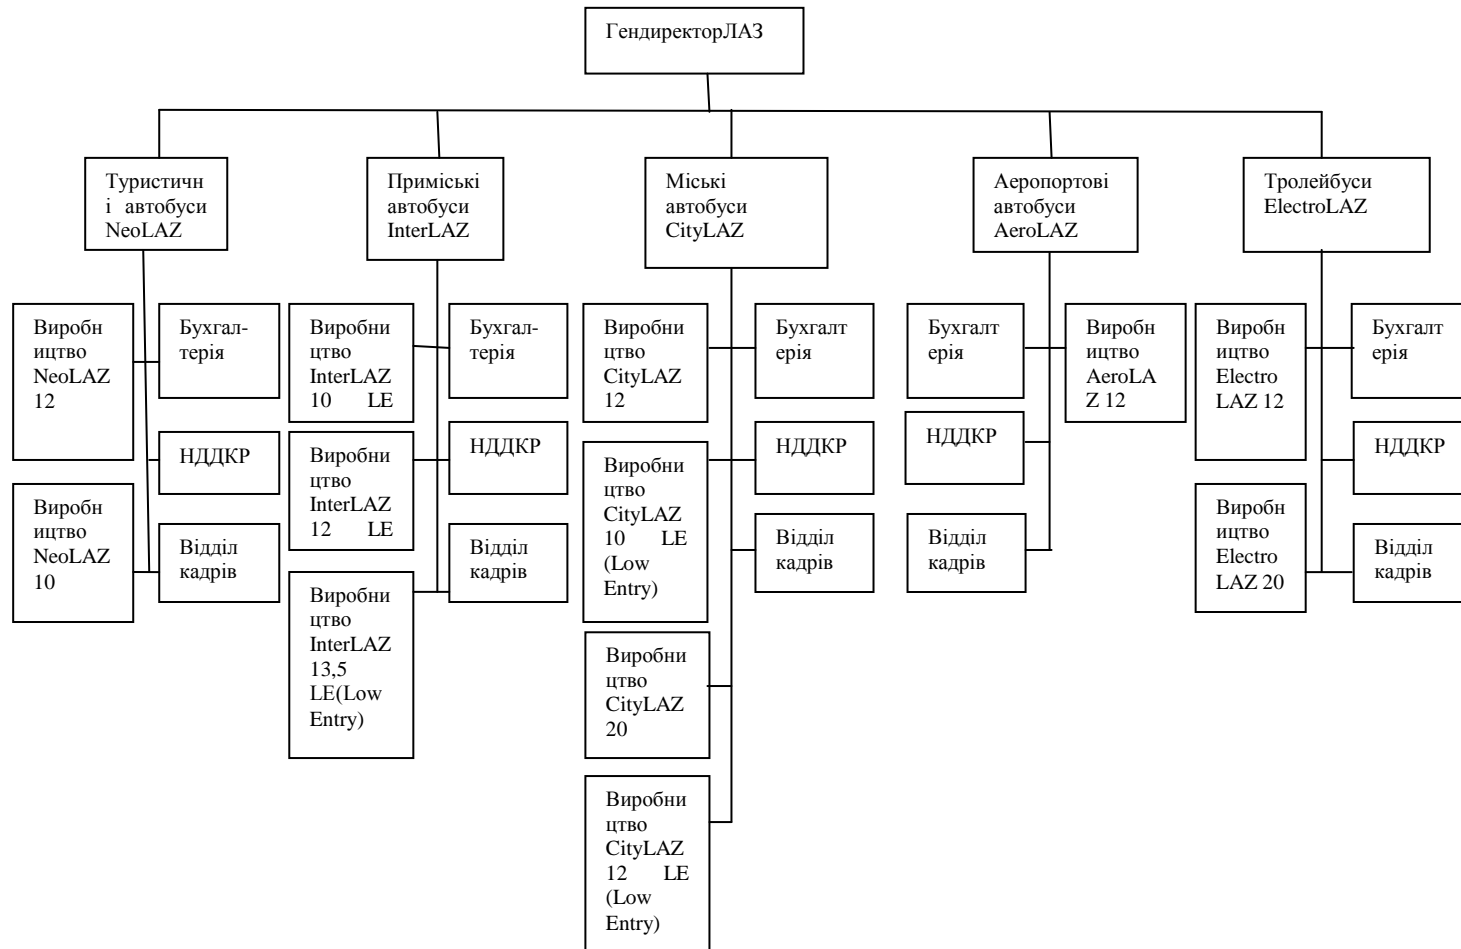 ГендиректорЛАЗ
Туристичн
і автобуси
NeoLAZ
Приміські
автобуси
InterLAZ
Міські
автобуси
CityLAZ
Аеропортові
автобуси
AeroLAZ
Тролейбуси
ElectroLAZ
Виробн
ицтво
NeoLAZ
12
Бухгал-
терія
НДДКР
Виробн
ицтво
NeoLAZ
10
Відділ
кадрів
Виробни
цтво
InterLAZ
10 LE
Бухгал-
терія
Виробни
цтво
InterLAZ
12 LE
НДДКР
Виробни
цтво
InterLAZ
13,5
LE(Low
Entry)
Відділ
кадрів
Виробни
цтво
CityLAZ
12
Бухгалт
ерія
Виробни
цтво
CityLAZ
10 LE
(Low
Entry)
НДДКР
Відділ
кадрів
Виробни
цтво
CityLAZ
20
Виробни
цтво
CityLAZ
12 LE
(Low
Entry)
Бухгалт
ерія
Виробн
ицтво
AeroLA
Z 12
НДДКР
Відділ
кадрів
Виробн
ицтво
Electro
LAZ 12
Бухгалт
ерія
НДДКР
Виробн
ицтво
Electro
LAZ 20
Відділ
кадрів